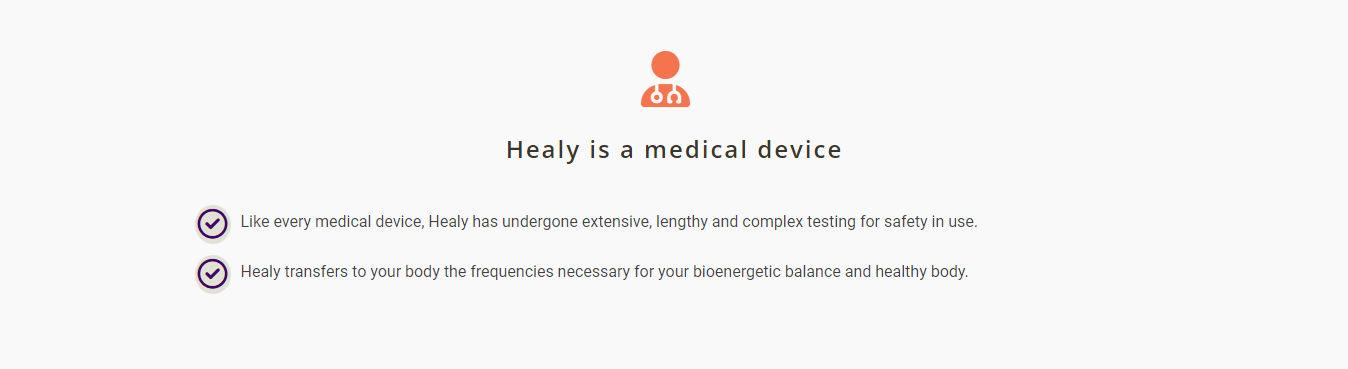 Healy is a medical device
Like every medical device, Healy has undergone extensive, lengthy and complex testing for safety in use.
Healy transfers to your body the frequencies necessary for your bioenergetic balance and healthy body.